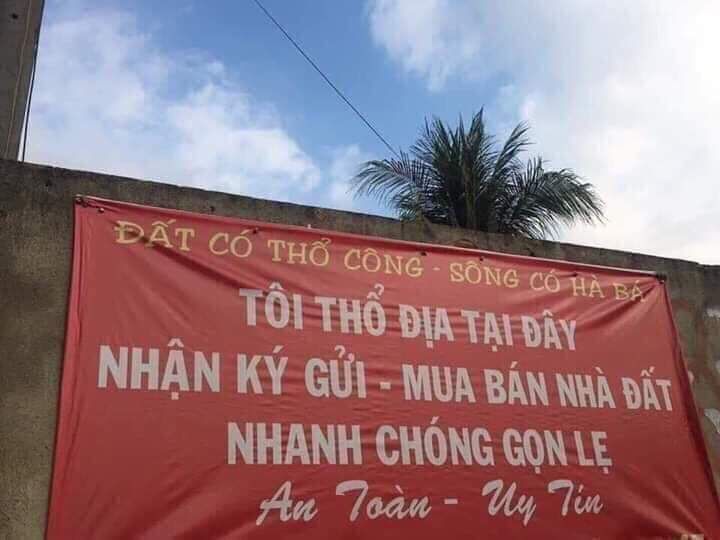 ĐẤT CÓ THỔ CÔNG - SÔNG CÓ HÀ BÁ
TÔI THỔ ĐỊA TẠI ĐÂY
NHẬN KÝ GỬI - MUA BÁN NHÀ ĐẤT
NHANH CHÓNG GỌN LẸ
An Toàn - Uy Tín